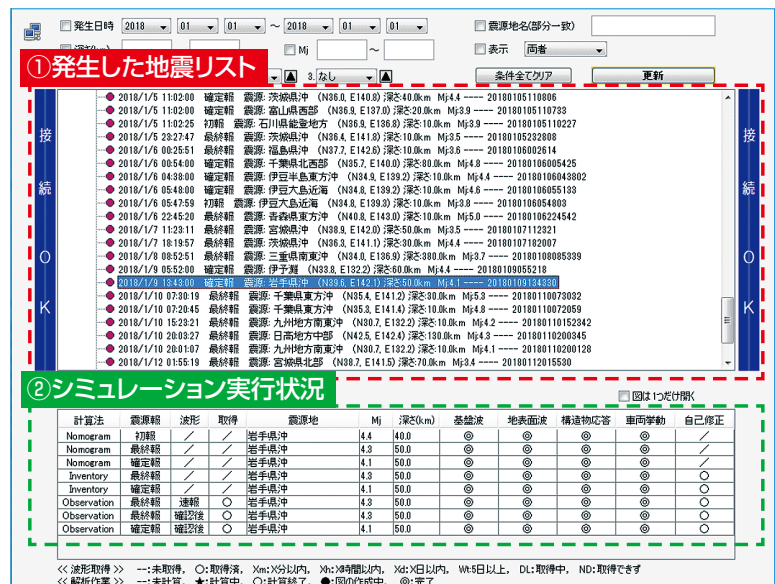 発生日時 2018 01 01 ～ 2018 01 01 震源地名(部分一致)
Mj ～ 表示 両者
①発生した地震リスト
3. なし 条件全てクリア 更新
接続OK
2018/1/5 11:02:00 確定報 震源: 茨城県沖 (N36.0, E140.8) 深さ:40.0km Mj:4.4 ---- 20180105110806
2018/1/5 11:02:00 確定報 震源: 富山県西部 (N36.9, E137.0) 深さ:20.0km Mj:3.9 ---- 20180105110733
2018/1/5 11:02:25 初報 震源: 石川県能登地方 (N36.9, E136.8) 深さ:10.0km Mj:3.9 ---- 20180105110227
2018/1/5 23:27:47 最終報 震源: 茨城県沖 (N36.4, E141.8) 深さ:10.0km Mj:3.5 ---- 20180105232808
2018/1/6 00:25:51 最終報 震源: 福島県沖 (N37.7, E142.6) 深さ:10.0km Mj:3.6 ---- 20180106002614
2018/1/6 00:54:00 確定報 震源: 千葉県北西部 (N35.7, E140.0) 深さ:80.0km Mj:4.8 ---- 20180106005425
2018/1/6 04:38:00 確定報 震源: 伊豆半島東方沖 (N34.9, E139.2) 深さ:10.0km Mj:4.4 ---- 20180106043802
2018/1/6 05:48:00 確定報 震源: 伊豆大島近海 (N34.8, E139.2) 深さ:10.0km Mj:4.6 ---- 20180106055133
2018/1/6 05:47:59 初報 震源: 伊豆大島近海 (N34.8, E139.3) 深さ:10.0km Mj:3.8 ---- 20180106054803
2018/1/6 22:45:20 最終報 震源: 青森県東方沖 (N40.8, E143.0) 深さ:10.0km Mj:5.0 ---- 20180106224542
2018/1/7 11:23:11 最終報 震源: 宮城県沖 (N38.9, E142.0) 深さ:50.0km Mj:3.5 ---- 20180107112321
2018/1/7 18:19:57 最終報 震源: 茨城県沖 (N36.3, E141.1) 深さ:30.0km Mj:4.4 ---- 20180107182007
2018/1/8 08:52:51 最終報 震源: 三重県南東沖 (N34.0, E136.9) 深さ:380.0km Mj:3.7 ---- 20180108085339
2018/1/9 05:52:00 確定報 震源: 伊予灘 (N33.8, E132.2) 深さ:60.0km Mj:4.4 ---- 20180109055218
2018/1/9 13:43:00 確定報 震源: 岩手県沖 (N39.6, E142.1) 深さ:50.0km Mj:4.1 ---- 20180109134330
2018/1/10 07:30:19 最終報 震源: 千葉県東方沖 (N35.4, E141.2) 深さ:30.0km Mj:5.3 ---- 20180110073032
2018/1/10 07:20:45 最終報 震源: 千葉県東方沖 (N35.3, E141.4) 深さ:10.0km Mj:4.8 ---- 20180110072059
2018/1/10 15:23:21 最終報 震源: 九州地方南東沖 (N30.7, E132.2) 深さ:10.0km Mj:4.2 ---- 20180110152342
2018/1/10 20:03:27 最終報 震源: 日高地方中部 (N42.5, E142.4) 深さ:130.0km Mj:4.3 ---- 20180110200345
2018/1/10 20:01:07 最終報 震源: 九州地方南東沖 (N30.7, E132.2) 深さ:10.0km Mj:4.1 ---- 20180110200128
2018/1/12 01:55:19 最終報 震源: 宮城県北部 (N38.7, E141.5) 深さ:70.0km Mj:3.4 ---- 20180112015530
接続OK
②シミュレーション実行状況
図は1つだけ開く
計算法 震源報 波形 取得 震源地 Mj 深さ(km) 基盤波 地表面波 構造物応答 車両挙動 自己修正
Nomogram 初報 ／ ／ 岩手県沖 4.4 40.0 ◎ ◎ ◎ ◎ ／
Nomogram 最終報 ／ ／ 岩手県沖 4.3 50.0 ◎ ◎ ◎ ◎ ／
Nomogram 確定報 ／ ／ 岩手県沖 4.1 50.0 ◎ ◎ ◎ ◎ ／
Inventory 最終報 ／ ／ 岩手県沖 4.3 50.0 ◎ ◎ ◎ ◎ ○
Inventory 確定報 ／ ／ 岩手県沖 4.1 50.0 ◎ ◎ ◎ ◎ ○
Observation 最終報 速報 ○ 岩手県沖 4.3 50.0 ◎ ◎ ◎ ◎ ○
Observation 最終報 確認後 ○ 岩手県沖 4.3 50.0 ◎ ◎ ◎ ◎ ○
Observation 確定報 確認後 ○ 岩手県沖 4.1 50.0 ◎ ◎ ◎ ◎ ○
<< 波形取得 >> --:未取得, ○:取得済, Xm:X分以内, Xh:X時間以内, Xd:X日以内, Wt:5日以上, DL:取得中, ND:取得できず
<< 解析作業 >> --:未計算, ★:計算中, ○:計算終了, ●:図の作成中, ◎:完了